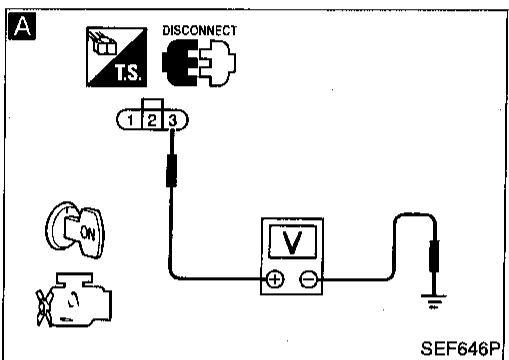 A
DISCONNECT
T.S.
1 2 3
ON
V
⊕ ⊖
SEF646P